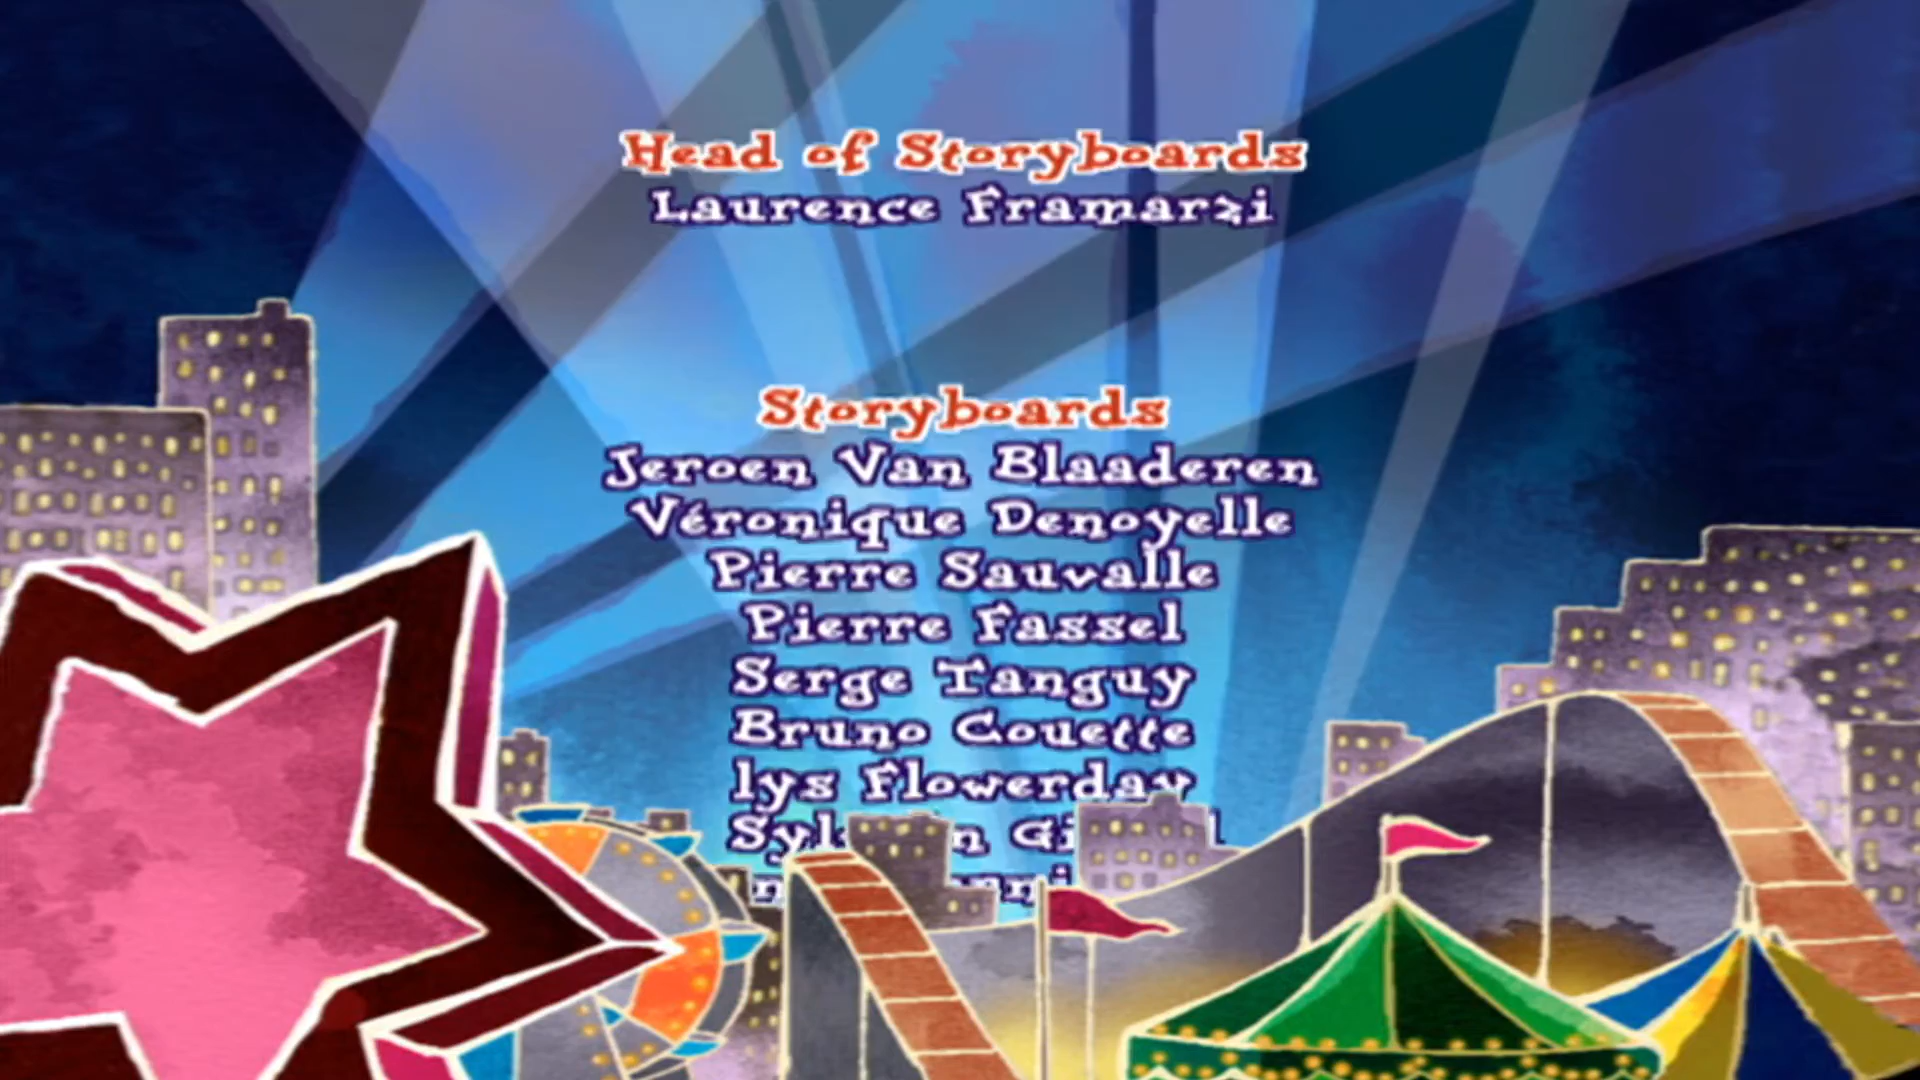 Head of Storyboards
Laurence Framarzi
Storyboards
Jeroen Van Blaaderen
Véronique Denoyelle
Pierre Sauvalle
Pierre Fassel
Serge Tanguy
Bruno Couette
lys Flowerday